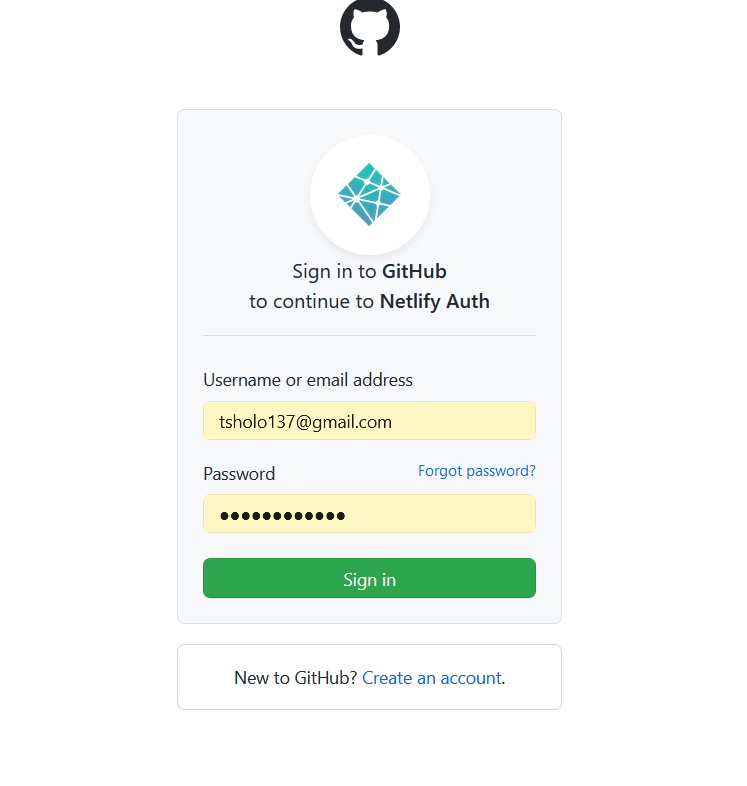 Sign in to GitHub
to continue to Netlify Auth
Username or email address
tsholo137@gmail.com
Password Forgot password?
●●●●●●●●●●●●
Sign in
New to GitHub? Create an account.